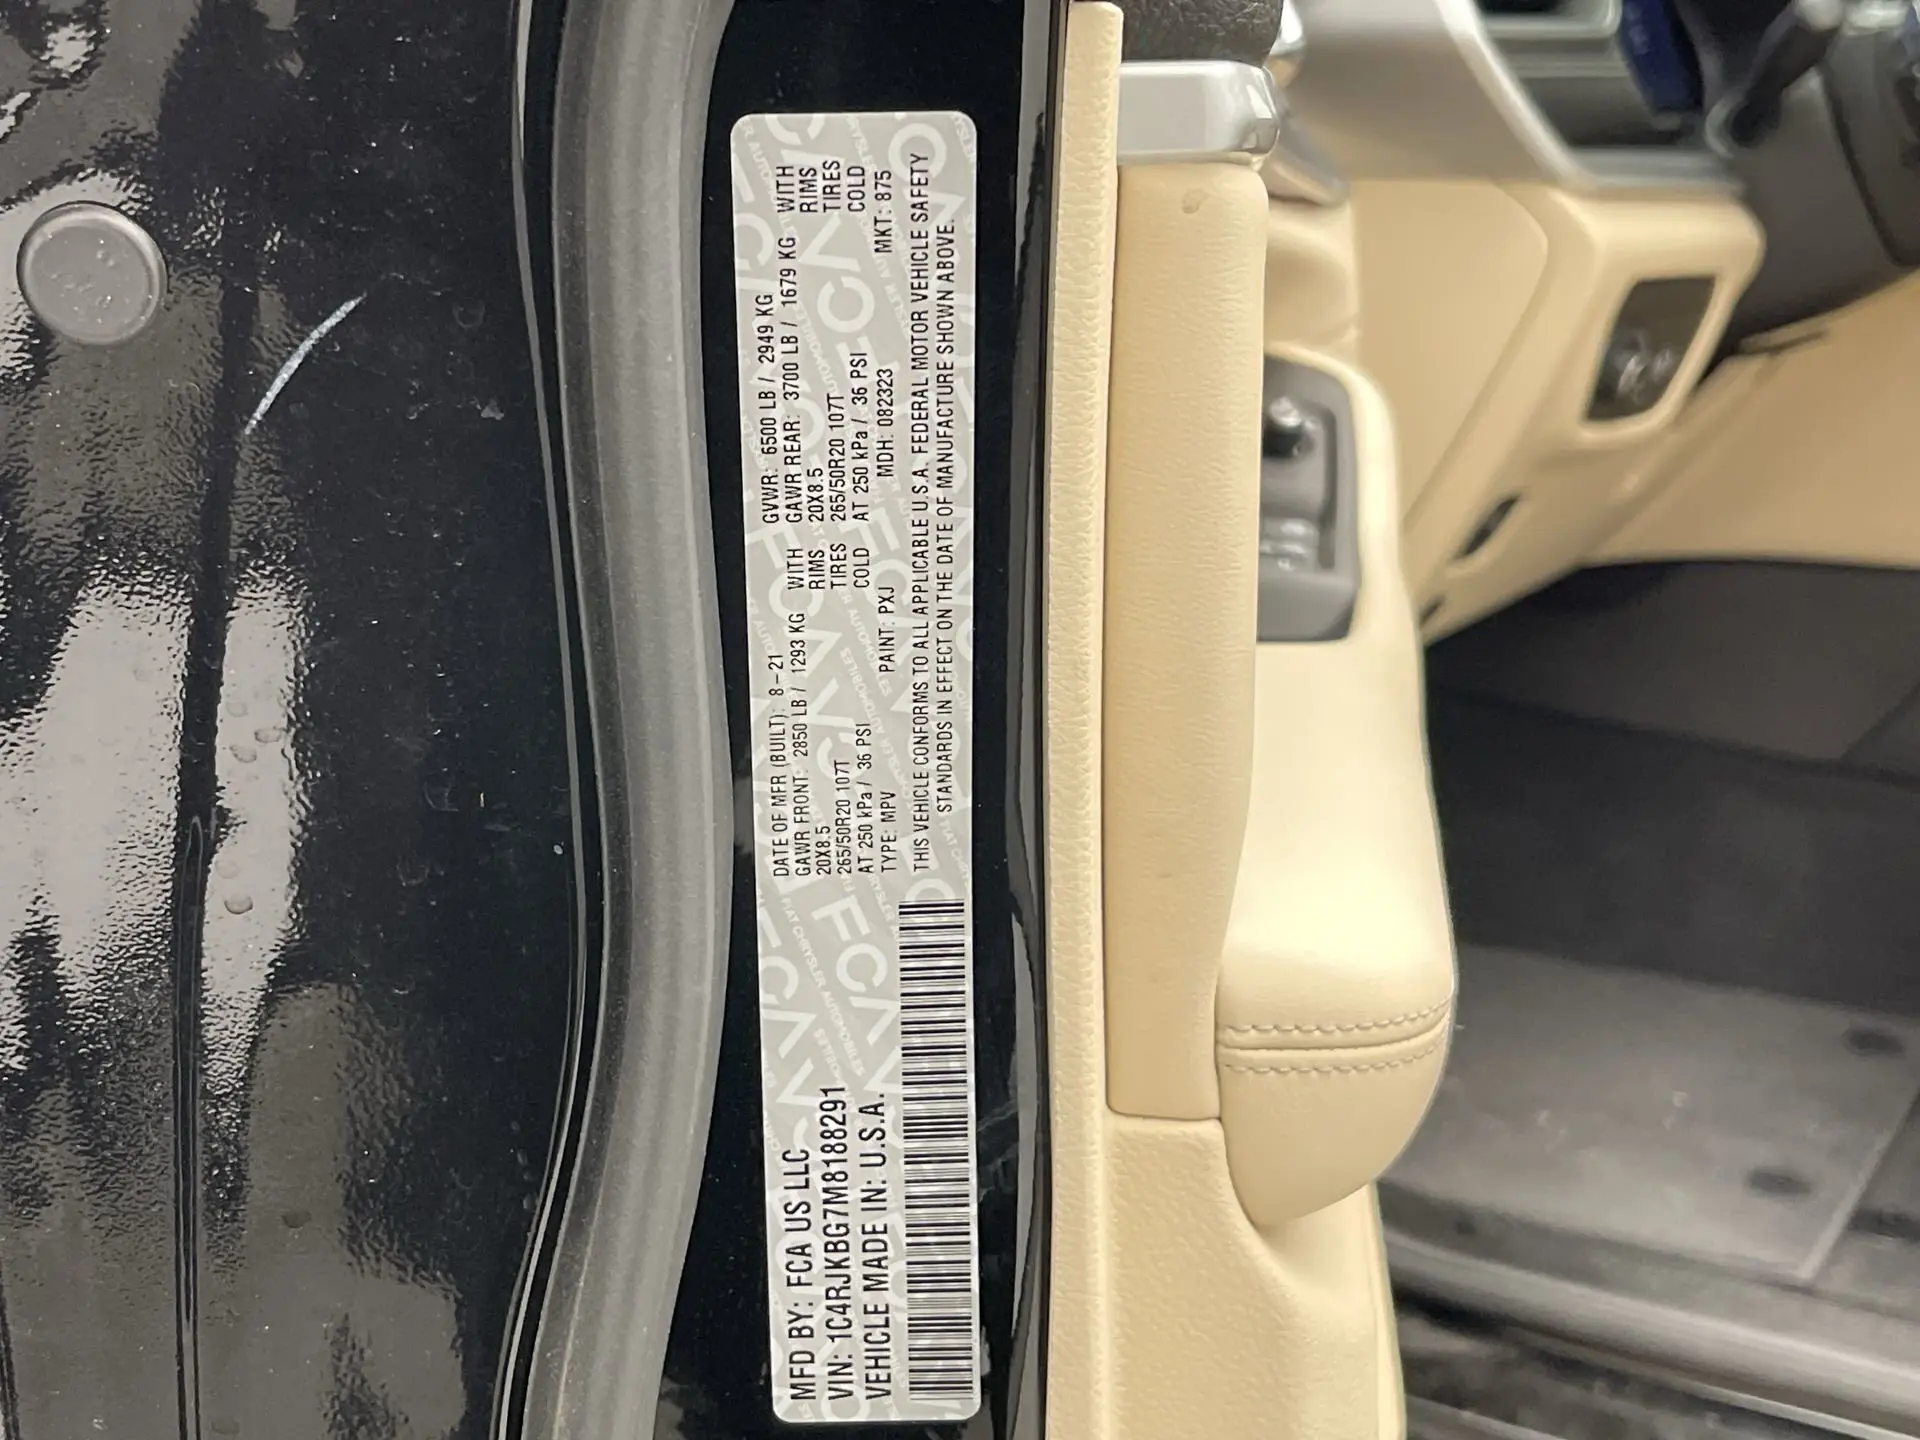 MFD BY: FCA US LLC
VIN: 1C4RJKBG7M8188291
VEHICLE MADE IN: U.S.A.
DATE OF MFR (BUILT): 8-21 GVWR: 6500 LB / 2949 KG
GAWR FRONT: 2850 LB / 1293 KG WITH GAWR REAR: 3700 LB / 1679 KG WITH
20X8.5 RIMS 20X8.5 RIMS
265/50R20 107T TIRES 265/50R20 107T TIRES
AT 250 kPa / 36 PSI COLD AT 250 kPa / 36 PSI COLD
TYPE: MPV PAINT: PXJ MDH: 082323 MKT: 875
THIS VEHICLE CONFORMS TO ALL APPLICABLE U.S.A. FEDERAL MOTOR VEHICLE SAFETY
STANDARDS IN EFFECT ON THE DATE OF MANUFACTURE SHOWN ABOVE.